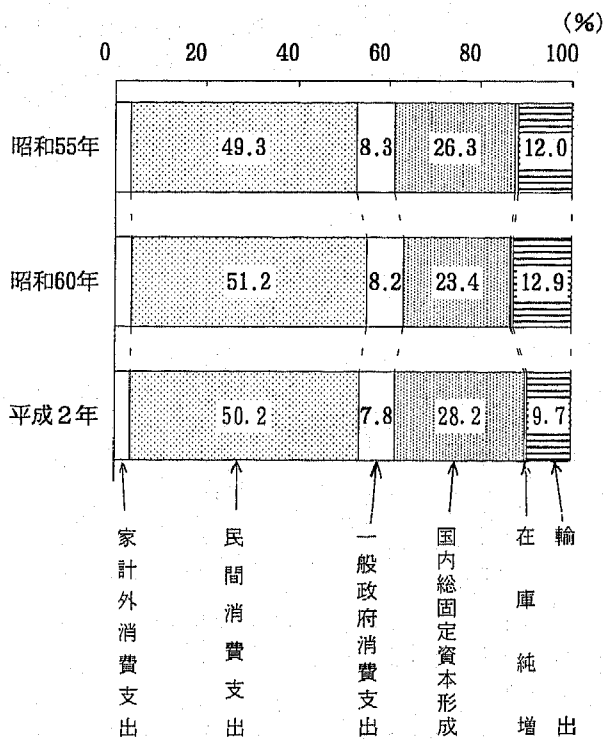 (%)
0 20 40 60 80 100
昭和55年 49.3 8.3 26.3 12.0
昭和60年 51.2 8.2 23.4 12.9
平成2年 50.2 7.8 28.2 9.7
家計外消費支出
民間消費支出
一般政府消費支出
国内総固定資本形成
在庫純増
輸出